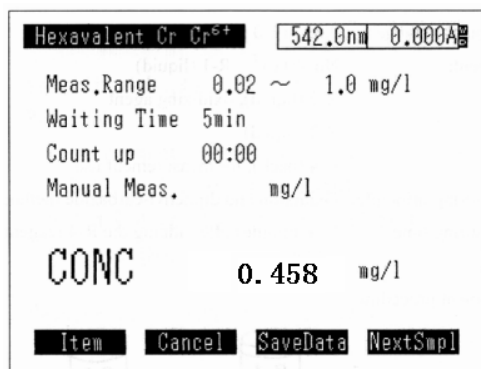 Hexavalent Cr Cr6+ 542.0nm 0.000A
Meas.Range 0.02 ~ 1.0 mg/l
Waiting Time 5min
Count up 00:00
Manual Meas. mg/l
CONC 0.458 mg/l
Item Cancel SaveData NextSmpl